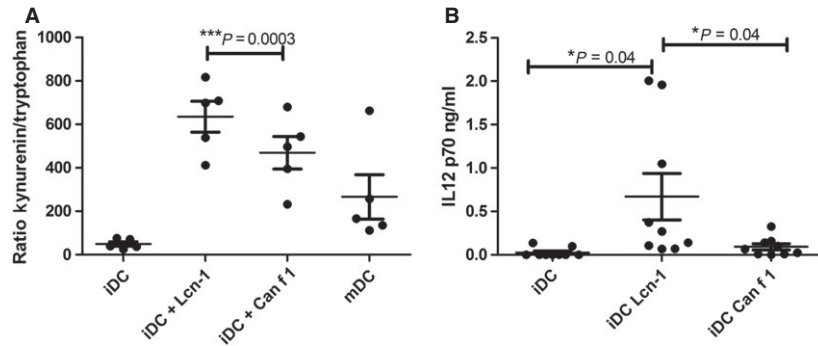 A
***P = 0.0003
Ratio kynurenin/tryptophan
1000
800
600
400
200
0
iDC
iDC + Lcn-1
iDC + Can f 1
mDC
B
*P = 0.04
*P = 0.04
IL12 p70 ng/ml
2.5
2.0
1.5
1.0
0.5
0.0
iDC
iDC Lcn-1
iDC Can f 1